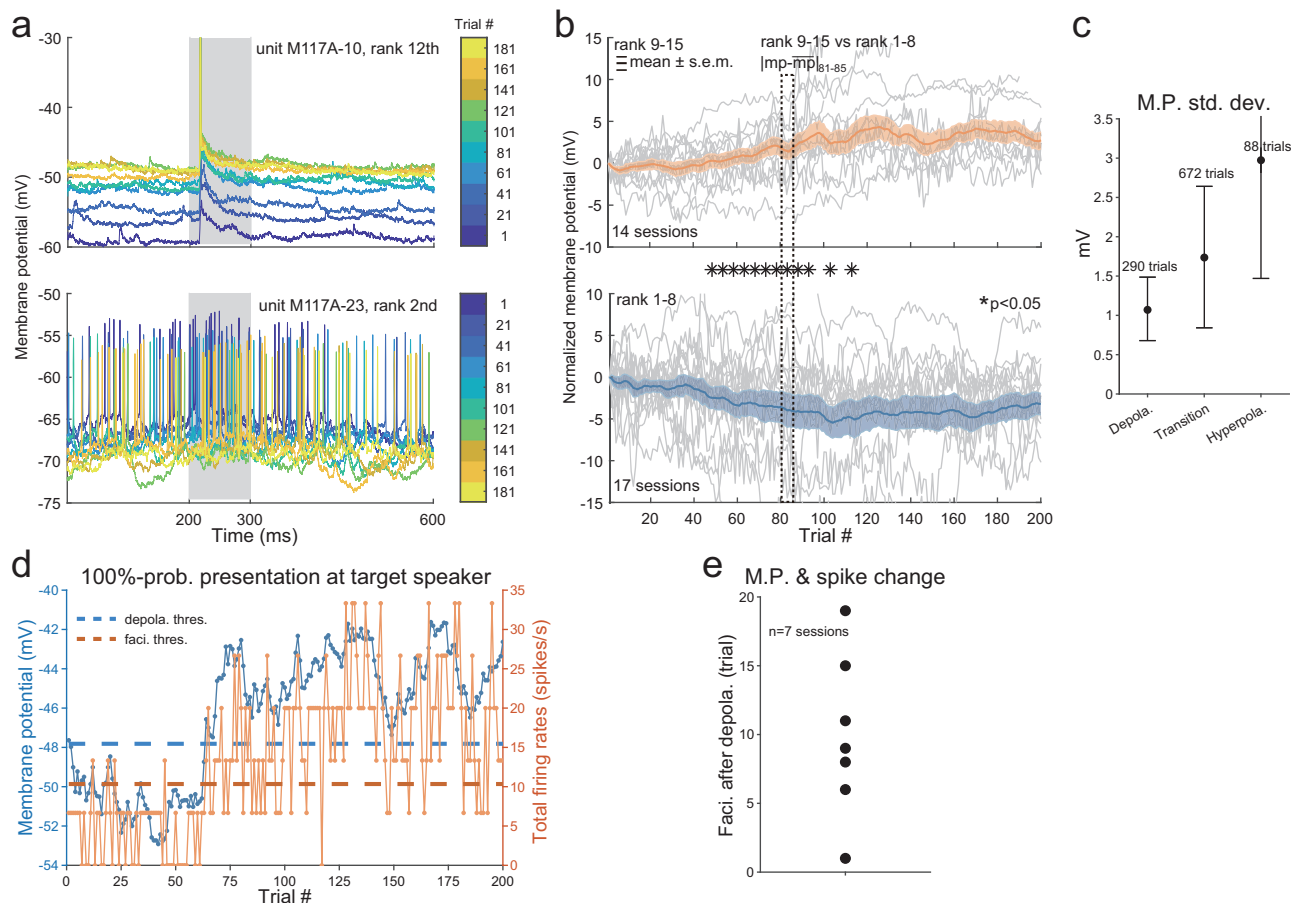 a
Trial #
unit M117A-10, rank 12th
-30
-40
-50
-60
181
161
141
121
101
81
61
41
21
1
Membrane potential (mV)
unit M117A-23, rank 2nd
-50
-55
-60
-65
-70
-75
1
21
41
61
81
101
121
141
161
181
200
300
600
Time (ms)
b
rank 9-15
mean ± s.e.m.
rank 9-15 vs rank 1-8
|mp-mp|81-85
15
10
5
0
-5
-10
14 sessions
Normalized membrane potential (mV)
rank 1-8
*p<0.05
10
5
0
-5
-10
-15
17 sessions
20
40
60
80
100
120
140
160
180
200
Trial #
c
M.P. std. dev.
3.5
3.0
2.5
2
1.5
1
0.5
0
mV
290 trials
672 trials
88 trials
Depola.
Transition
Hyperpola.
d
100%-prob. presentation at target speaker
depola. thres.
faci. thres.
-40
-42
-44
-46
-48
-50
-52
-54
Membrane potential (mV)
35
30
25
20
15
10
5
0
Total firing rates (spikes/s)
0
25
50
75
100
125
150
175
200
Trial #
e
M.P. & spike change
n=7 sessions
20
15
10
5
0
Faci. after depola. (trial)